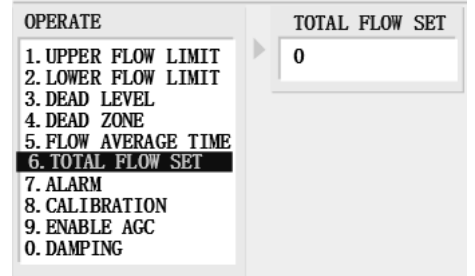 OPERATE
1. UPPER FLOW LIMIT
2. LOWER FLOW LIMIT
3. DEAD LEVEL
4. DEAD ZONE
5. FLOW AVERAGE TIME
6. TOTAL FLOW SET
7. ALARM
8. CALIBRATION
9. ENABLE AGC
0. DAMPING
TOTAL FLOW SET
0